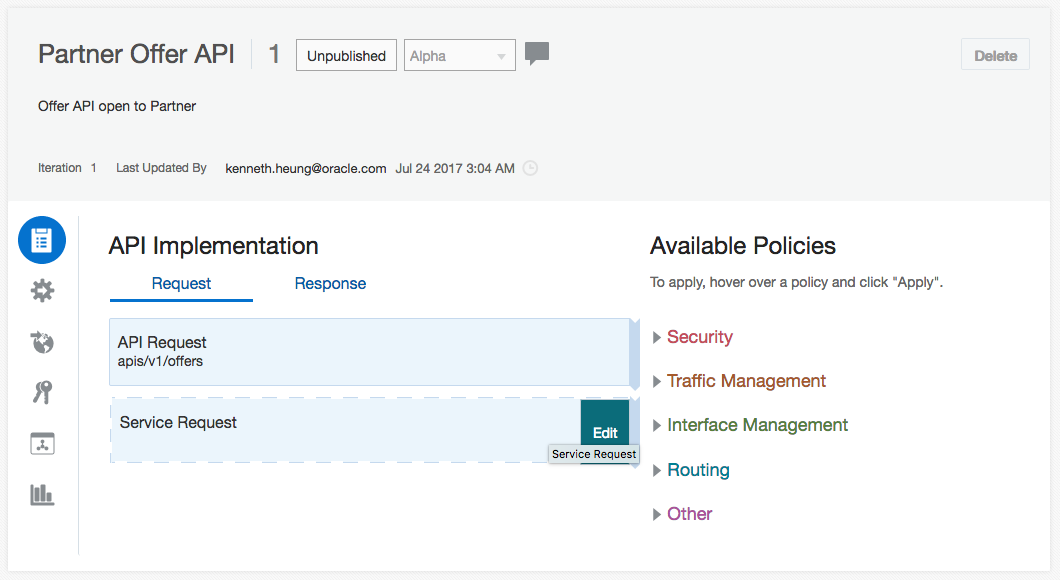 Partner Offer API 1 Unpublished Alpha Delete
Offer API open to Partner
Iteration 1 Last Updated By kenneth.heung@oracle.com Jul 24 2017 3:04 AM
API Implementation
Request Response
API Request
apis/v1/offers
Service Request
Edit
Service Request
Available Policies
To apply, hover over a policy and click "Apply".
Security
Traffic Management
Interface Management
Routing
Other